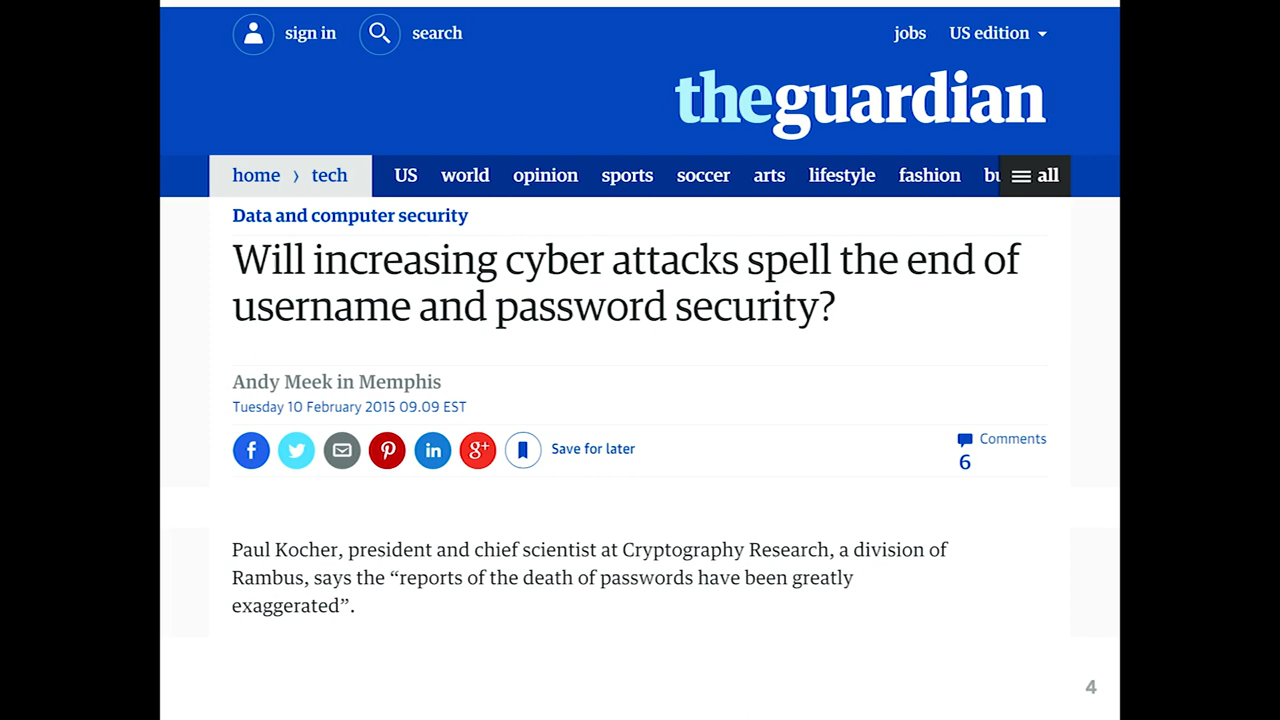 sign in
search
jobs
US edition
theguardian
home › tech
US
world
opinion
sports
soccer
arts
lifestyle
fashion
bu
all
Data and computer security
Will increasing cyber attacks spell the end of
username and password security?
Andy Meek in Memphis
Tuesday 10 February 2015 09.09 EST
Save for later
Comments
6
Paul Kocher, president and chief scientist at Cryptography Research, a division of
Rambus, says the “reports of the death of passwords have been greatly
exaggerated”.
4